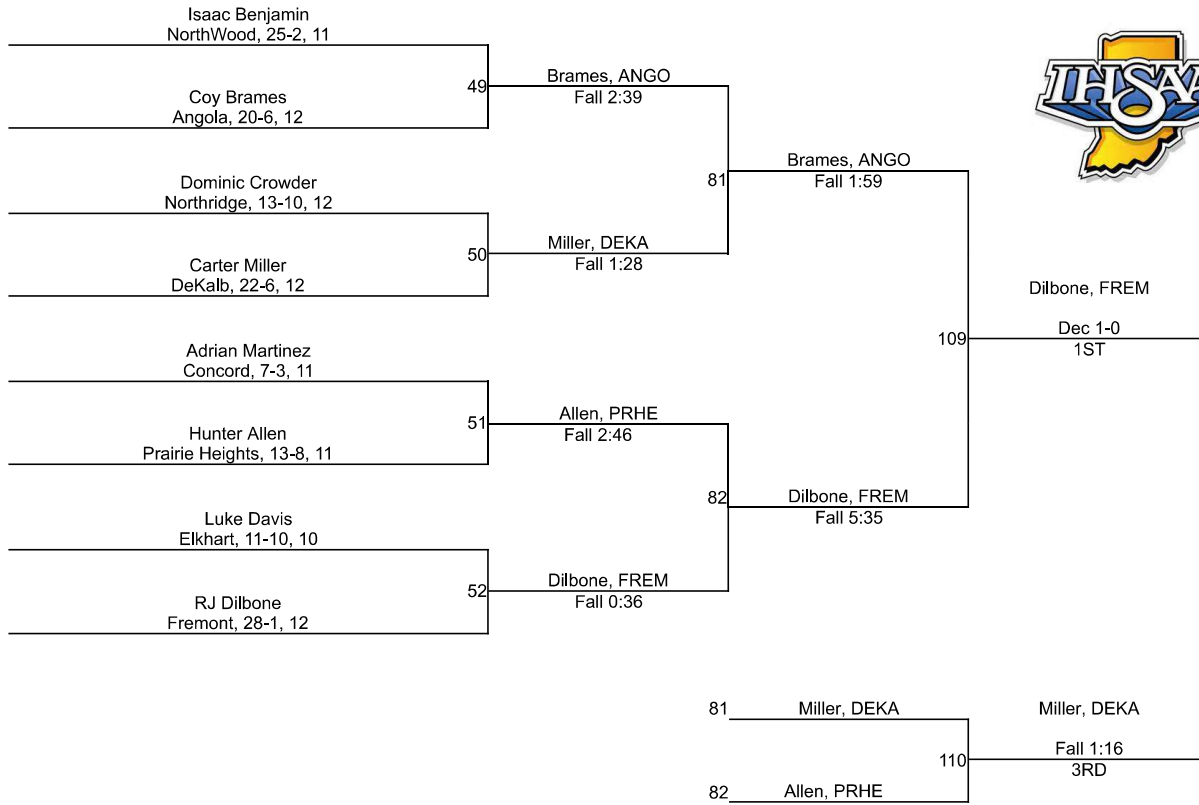 Isaac Benjamin
NorthWood, 25-2, 11
49
Coy Brames
Angola, 20-6, 12
Brames, ANGO
Fall 2:39
81
Dominic Crowder
Northridge, 13-10, 12
50
Carter Miller
DeKalb, 22-6, 12
Miller, DEKA
Fall 1:28
Brames, ANGO
Fall 1:59
109
Adrian Martinez
Concord, 7-3, 11
51
Hunter Allen
Prairie Heights, 13-8, 11
Allen, PRHE
Fall 2:46
82
Luke Davis
Elkhart, 11-10, 10
52
RJ Dilbone
Fremont, 28-1, 12
Dilbone, FREM
Fall 0:36
Dilbone, FREM
Fall 5:35
IHSAA
Dilbone, FREM
Dec 1-0
1ST
81
Miller, DEKA
110
82
Allen, PRHE
Miller, DEKA
Fall 1:16
3RD